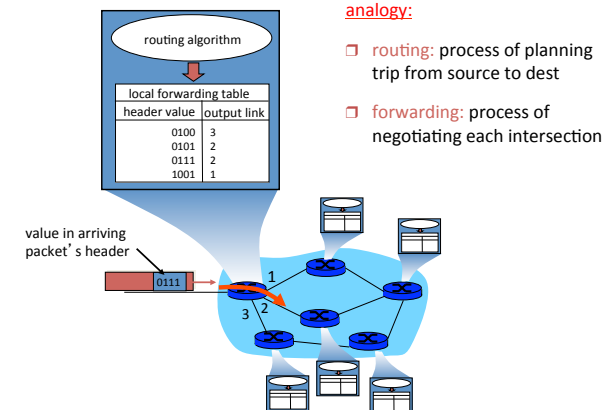 routing algorithm
local forwarding table
header value output link
0100 3
0101 2
0111 2
1001 1
analogy:
routing: process of planning
trip from source to dest
forwarding: process of
negotiating each intersection
value in arriving
packet’s header
0111
1
2
3